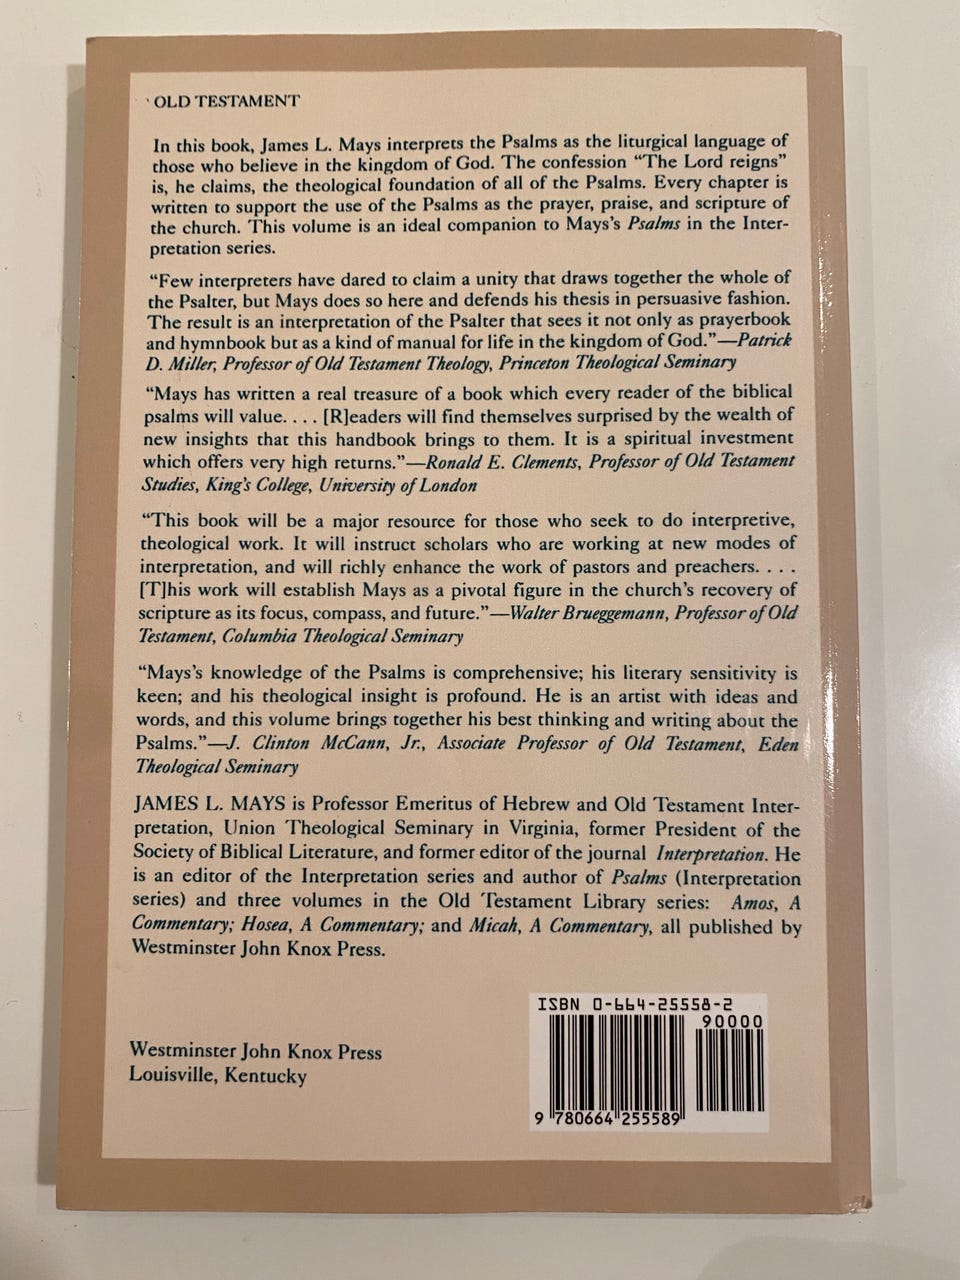 OLD TESTAMENT
In this book, James L. Mays interprets the Psalms as the liturgical language of
those who believe in the kingdom of God. The confession “The Lord reigns”
is, he claims, the theological foundation of all of the Psalms. Every chapter is
written to support the use of the Psalms as the prayer, praise, and scripture of
the church. This volume is an ideal companion to Mays’s Psalms in the Inter-
pretation series.
“Few interpreters have dared to claim a unity that draws together the whole of
the Psalter, but Mays does so here and defends his thesis in persuasive fashion.
The result is an interpretation of the Psalter that sees it not only as prayerbook
and hymnbook but as a kind of manual for life in the kingdom of God.”—Patrick
D. Miller, Professor of Old Testament Theology, Princeton Theological Seminary
“Mays has written a real treasure of a book which every reader of the biblical
psalms will value. . . . [R]eaders will find themselves surprised by the wealth of
new insights that this handbook brings to them. It is a spiritual investment
which offers very high returns.”—Ronald E. Clements, Professor of Old Testament
Studies, King’s College, University of London
“This book will be a major resource for those who seek to do interpretive,
theological work. It will instruct scholars who are working at new modes of
interpretation, and will richly enhance the work of pastors and preachers. . . .
[T]his work will establish Mays as a pivotal figure in the church’s recovery of
scripture as its focus, compass, and future.”—Walter Brueggemann, Professor of Old
Testament, Columbia Theological Seminary
“Mays’s knowledge of the Psalms is comprehensive; his literary sensitivity is
keen; and his theological insight is profound. He is an artist with ideas and
words, and this volume brings together his best thinking and writing about the
Psalms.”—J. Clinton McCann, Jr., Associate Professor of Old Testament, Eden
Theological Seminary
JAMES L. MAYS is Professor Emeritus of Hebrew and Old Testament Inter-
pretation, Union Theological Seminary in Virginia, former President of the
Society of Biblical Literature, and former editor of the journal Interpretation. He
is an editor of the Interpretation series and author of Psalms (Interpretation
series) and three volumes in the Old Testament Library series: Amos, A
Commentary; Hosea, A Commentary; and Micah, A Commentary, all published by
Westminster John Knox Press.
Westminster John Knox Press
Louisville, Kentucky
ISBN 0-664-25558-2
90000
9 780664 255589